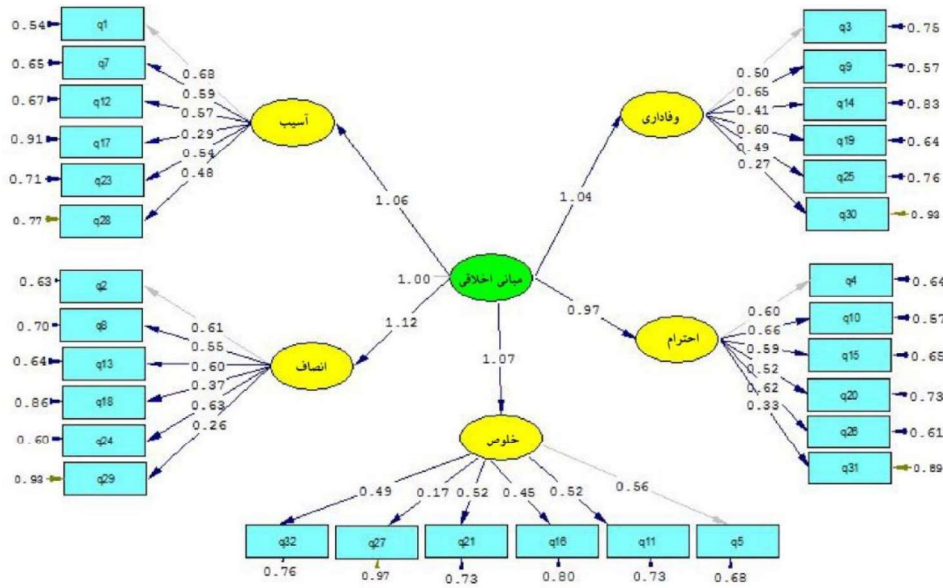 0.54 q1
0.65 q7
0.67 q12
0.91 q17
0.71 q23
0.77 q28
0.68
0.59
0.57
0.29
0.54
0.48
آسیب
q3 0.75
q9 0.57
q14 0.83
q19 0.64
q25 0.76
q30 0.93
0.50
0.65
0.41
0.60
0.49
0.27
وفاداری
1.06
1.04
1.00
مبانی اخلاقی
1.12
0.97
1.07
0.63 q2
0.70 q8
0.64 q13
0.86 q18
0.60 q24
0.93 q29
0.61
0.55
0.60
0.37
0.63
0.26
انصاف
q4 0.64
q10 0.57
q15 0.65
q20 0.73
q26 0.61
q31 0.89
0.60
0.66
0.59
0.52
0.62
0.33
احترام
خلوص
0.49 0.17 0.52 0.45 0.52 0.56
q32 q27 q21 q16 q11 q5
0.76 0.97 0.73 0.80 0.73 0.68